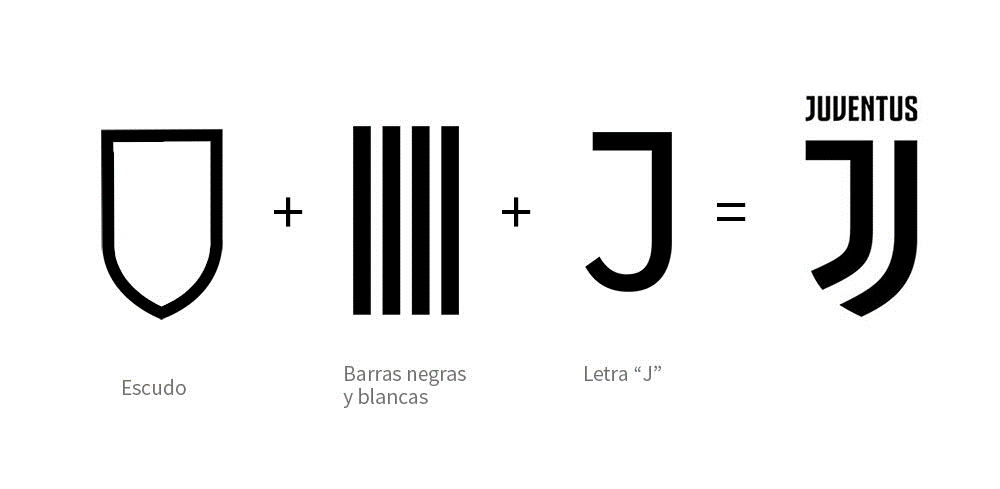 JUVENTUS
+
+
J
=
Escudo
Barras negras
y blancas
Letra “J”